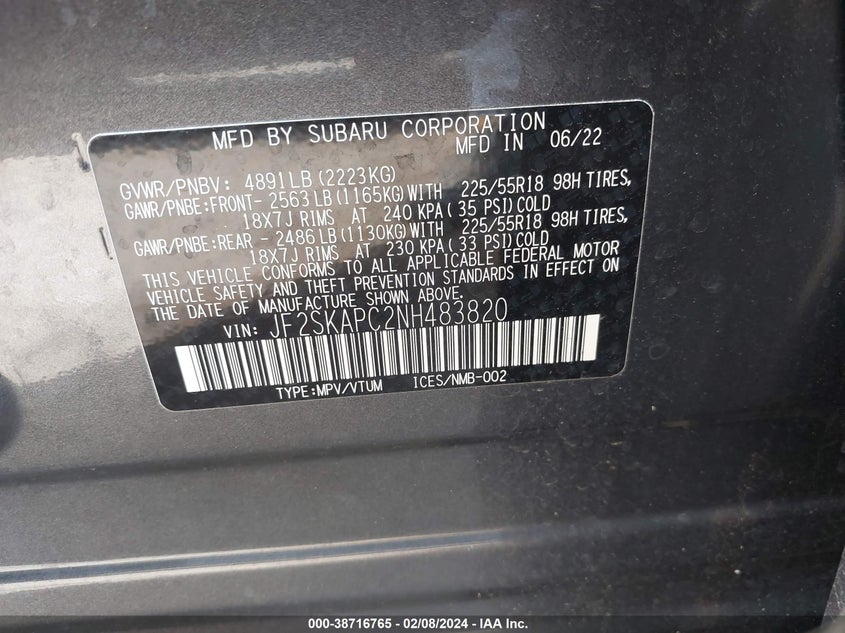 MFD BY SUBARU CORPORATION
MFD IN 06/22
GVWR/PNBV: 4891LB(2223KG)
GAWR/PNBE:FRONT- 2563LB(1165KG)WITH 225/55R18 98H TIRES,
18X7J RIMS AT 240 KPA( 35 PSI)COLD
GAWR/PNBE:REAR - 2486LB(1130KG)WITH 225/55R18 98H TIRES,
18X7J RIMS AT 230 KPA( 33 PSI)COLD
THIS VEHICLE CONFORMS TO ALL APPLICABLE FEDERAL MOTOR
VEHICLE SAFETY AND THEFT PREVENTION STANDARDS IN EFFECT ON
THE DATE OF MANUFACTURE SHOWN ABOVE.
VIN: JF2SKAPC2NH483820
TYPE:MPV/VTUM ICES/NMB-002
000-38716765 - 02/08/2024 - IAA Inc.